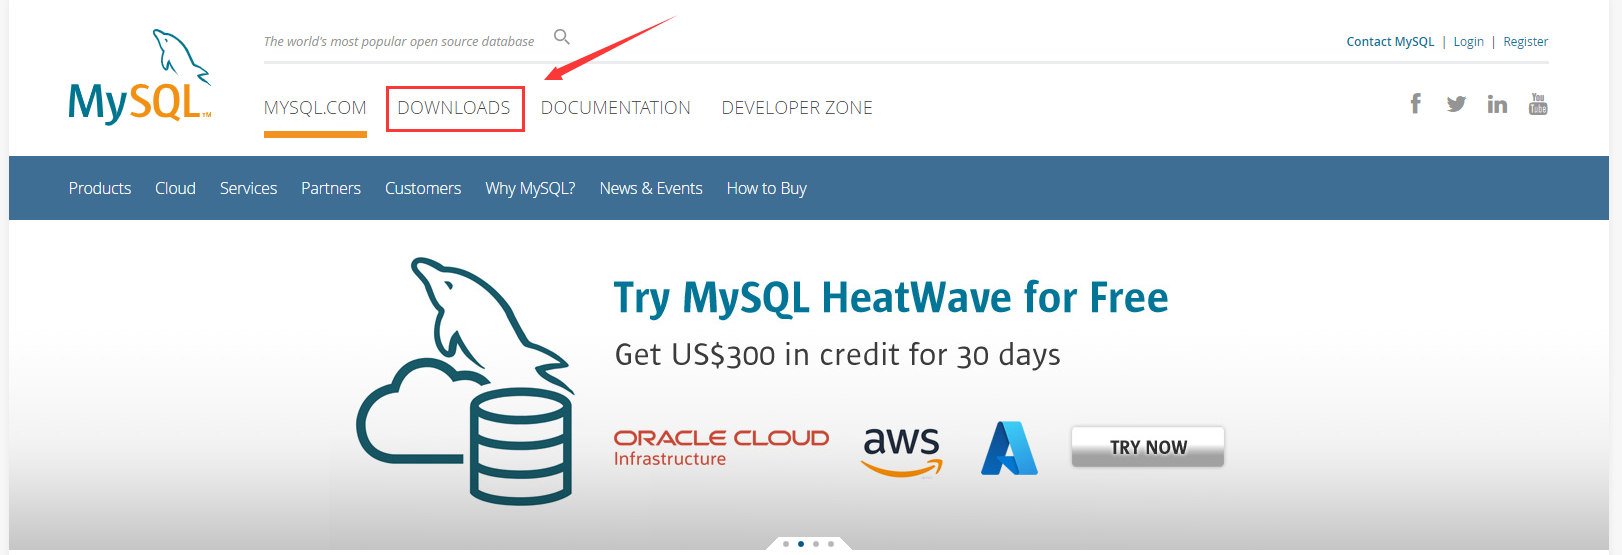 The world's most popular open source database
Contact MySQL | Login | Register
MySQL™
MYSQL.COM DOWNLOADS DOCUMENTATION DEVELOPER ZONE
f in You Tube
Products Cloud Services Partners Customers Why MySQL? News & Events How to Buy
Try MySQL HeatWave for Free
Get US$300 in credit for 30 days
ORACLE CLOUD
Infrastructure
aws
TRY NOW